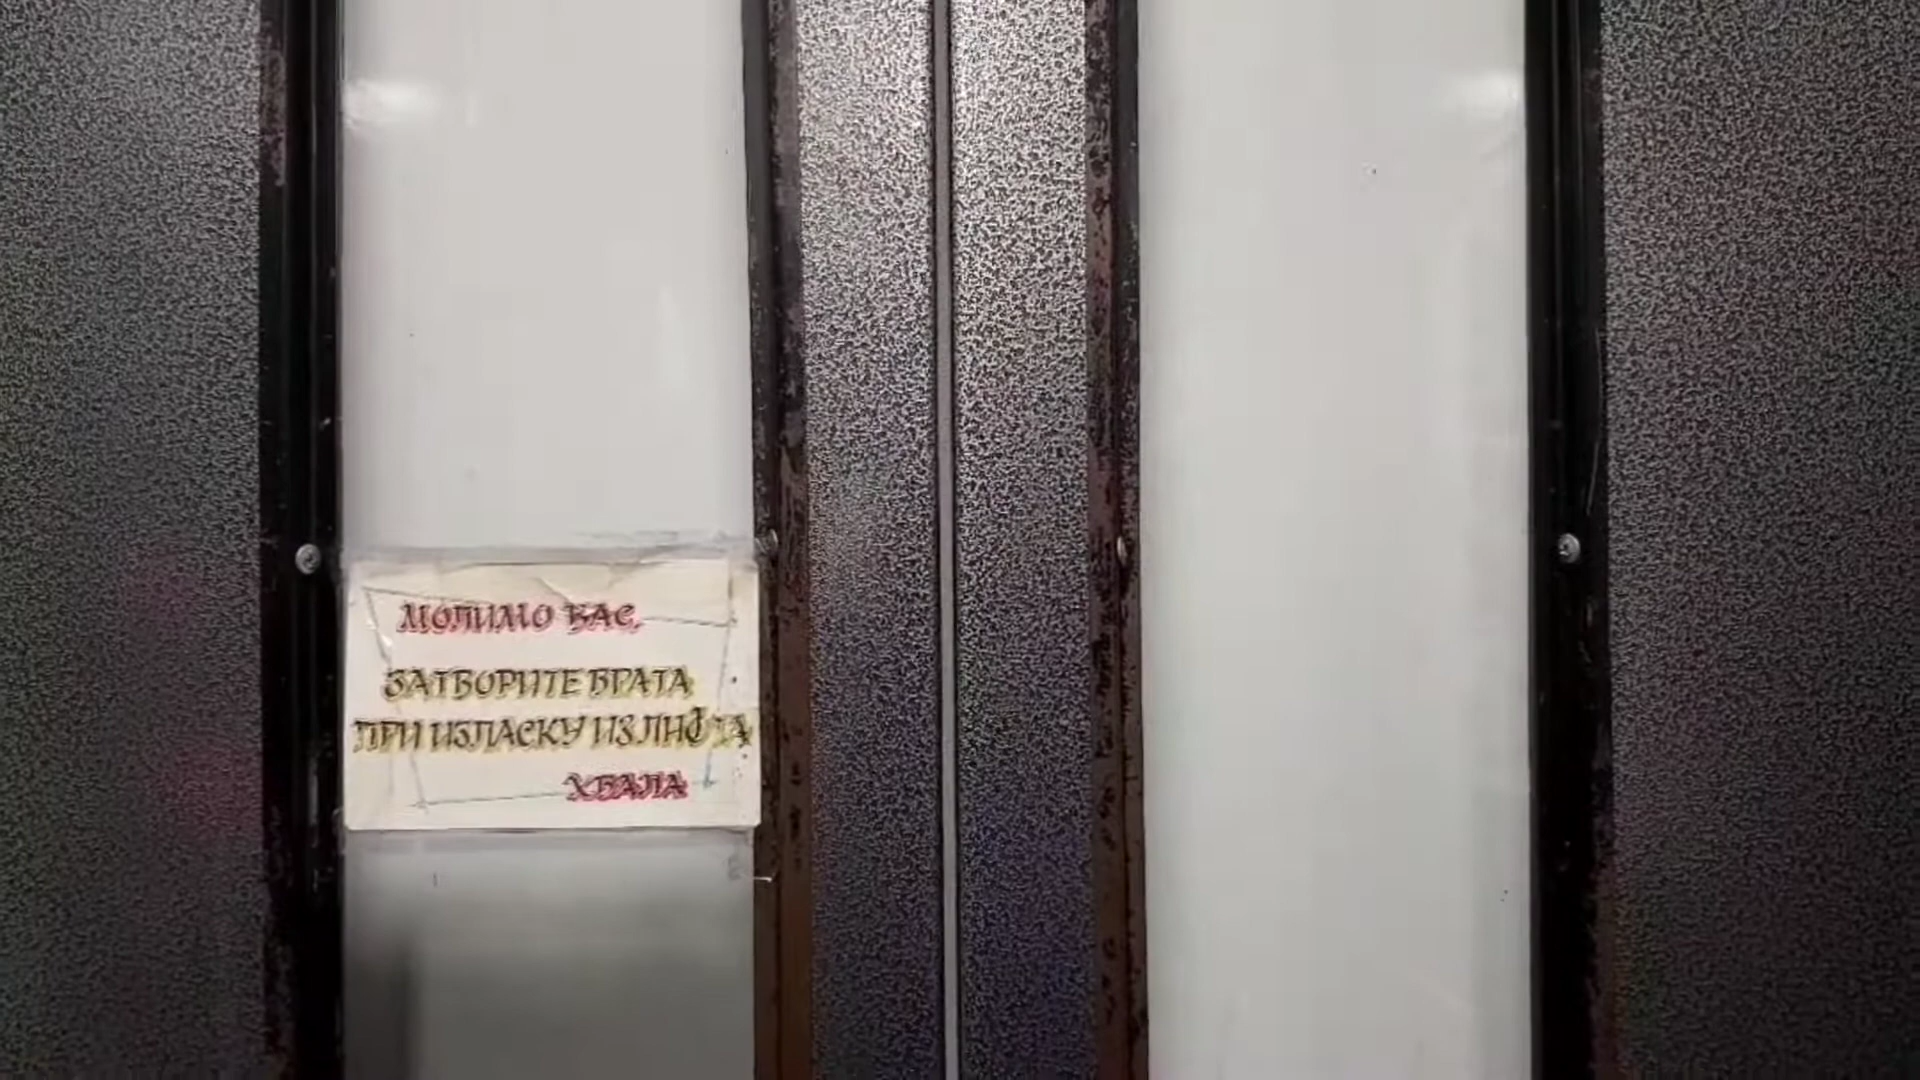 МОЛИМО ВАС,
ЗАТВОРИТЕ ВРАТА
ПРИ ИЗЛАСКУ ИЗ ЛИФТА
ХВАЛА